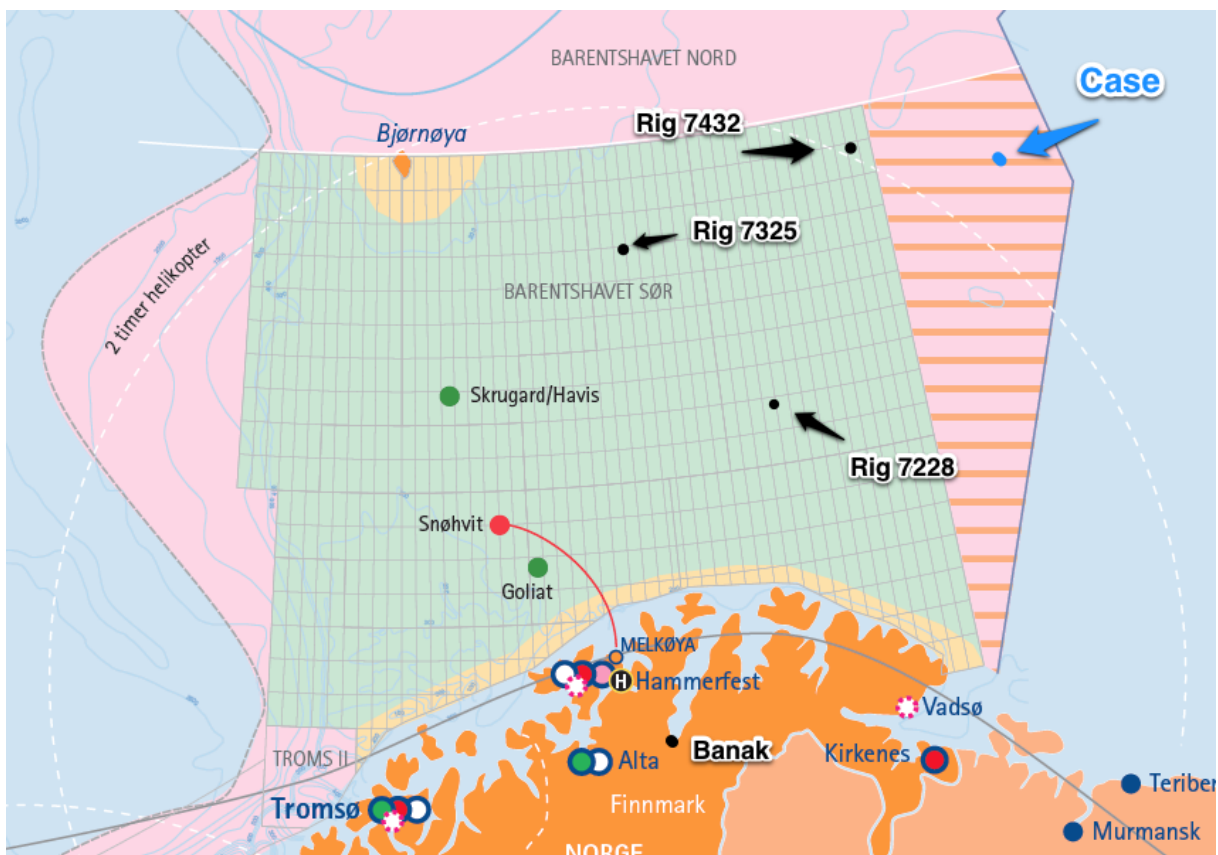 BARENTSHAVET NORD
Case
Rig 7432
Bjørnøya
Rig 7325
2 timer helikopter
BARENTSHAVET SØR
Skrugard/Havis
Rig 7228
Snøhvit
Goliat
MELKØYA
H Hammerfest
Vadsø
TROMS II
Banak
Alta
Kirkenes
Teriber
Tromsø
Finnmark
Murmansk
NORGE